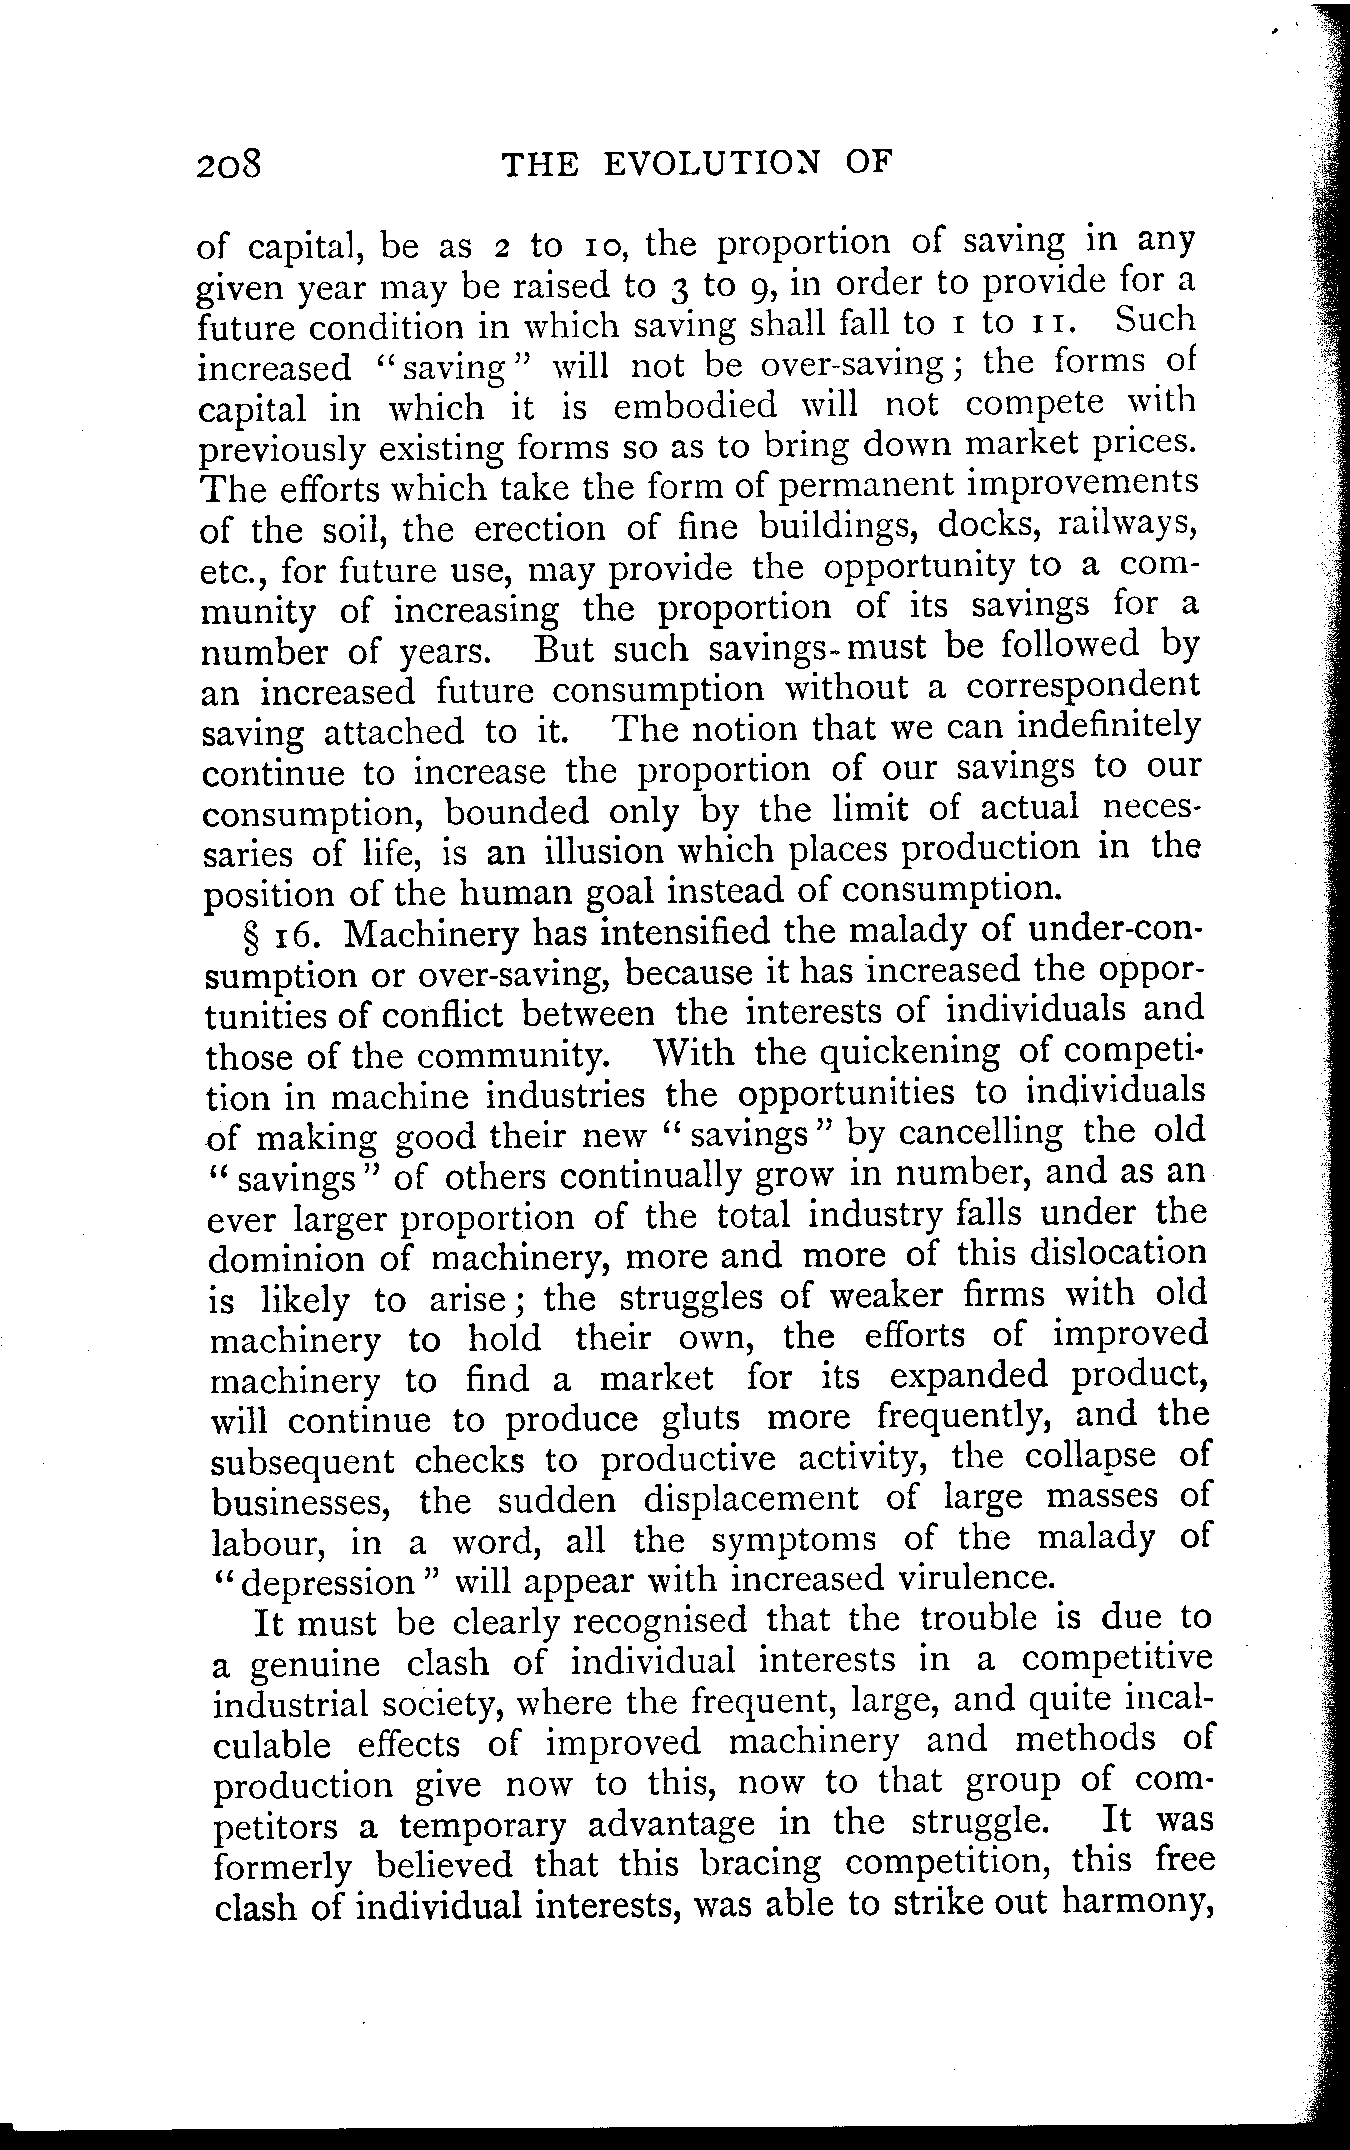 208 THE EVOLUTION OF
of capital, be as 2 to 10, the proportion of saving in any
given year may be raised to 3 to 9, in order to provide for a
future condition in which saving shall fall to 1 to 11. Such
increased "saving" will not be over-saving; the forms of
capital in which it is embodied will not compete with
previously existing forms so as to bring down market prices.
The efforts which take the form of permanent improvements
of the soil, the erection of fine buildings, docks, railways,
etc., for future use, may provide the opportunity to a com-
munity of increasing the proportion of its savings for a
number of years. But such savings-must be followed by
an increased future consumption without a correspondent
saving attached to it. The notion that we can indefinitely
continue to increase the proportion of our savings to our
consumption, bounded only by the limit of actual neces-
saries of life, is an illusion which places production in the
position of the human goal instead of consumption.
§ 16. Machinery has intensified the malady of under-con-
sumption or over-saving, because it has increased the oppor-
tunities of conflict between the interests of individuals and
those of the community. With the quickening of competi-
tion in machine industries the opportunities to individuals
of making good their new "savings" by cancelling the old
"savings" of others continually grow in number, and as an
ever larger proportion of the total industry falls under the
dominion of machinery, more and more of this dislocation
is likely to arise; the struggles of weaker firms with old
machinery to hold their own, the efforts of improved
machinery to find a market for its expanded product,
will continue to produce gluts more frequently, and the
subsequent checks to productive activity, the collapse of
businesses, the sudden displacement of large masses of
labour, in a word, all the symptoms of the malady of
"depression" will appear with increased virulence.
It must be clearly recognised that the trouble is due to
a genuine clash of individual interests in a competitive
industrial society, where the frequent, large, and quite incal-
culable effects of improved machinery and methods of
production give now to this, now to that group of com-
petitors a temporary advantage in the struggle. It was
formerly believed that this bracing competition, this free
clash of individual interests, was able to strike out harmony,